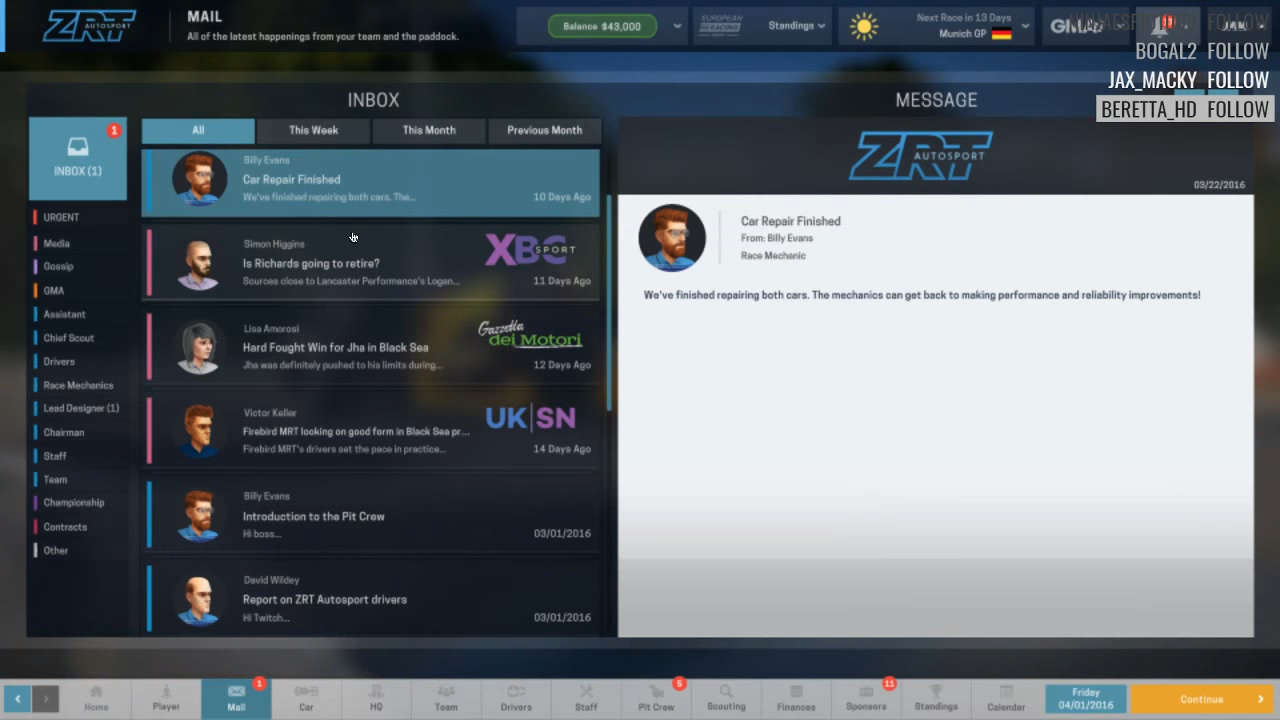 ZRT
AUTOSPORT
MAIL
All of the latest happenings from your team and the paddock.
Balance $43,000
EUROPEAN
RACING
Standings
Next Race in 13 Days
Munich GP
FOLLOW
BOGAL2 FOLLOW
JAX_MACKY FOLLOW
BERETTA_HD FOLLOW
INBOX
MESSAGE
1
INBOX (1)
URGENT
Media
Gossip
GMA
Assistant
Chief Scout
Drivers
Race Mechanics
Lead Designer (1)
Chairman
Staff
Team
Championship
Contracts
Other
All
This Week
This Month
Previous Month
Billy Evans
Car Repair Finished
We've finished repairing both cars. The...
10 Days Ago
Simon Higgins
Is Richards going to retire?
Sources close to Lancaster Performance's Logan...
XBC SPORT
11 Days Ago
Lisa Amorosi
Hard Fought Win for Jha in Black Sea
Jha was definitely pushed to his limits during...
Gazzetta
dei Motori
12 Days Ago
Victor Keller
Firebird MRT looking on good form in Black Sea pr...
Firebird MRT's drivers set the pace in practice...
UK|SN
14 Days Ago
Billy Evans
Introduction to the Pit Crew
Hi boss...
03/01/2016
David Wildey
Report on ZRT Autosport drivers
Hi Twitch...
03/01/2016
ZRT
AUTOSPORT
03/22/2016
Car Repair Finished
From: Billy Evans
Race Mechanic
We've finished repairing both cars. The mechanics can get back to making performance and reliability improvements!
Home
Player
Mail
1
Car
HQ
Team
Drivers
Staff
Pit Crew
5
Scouting
Finances
Sponsors
11
Standings
Calendar
Friday
04/01/2016
Continue